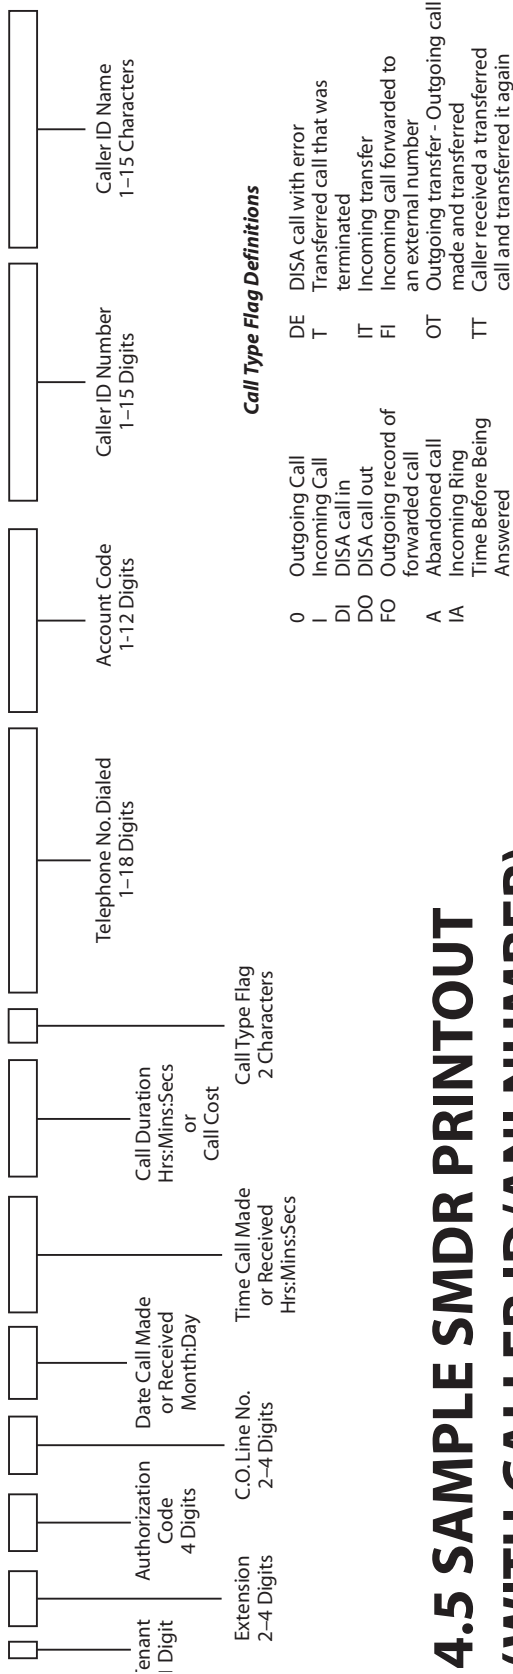 Tenant
1 Digit
Extension
2–4 Digits
Authorization
Code
4 Digits
C.O. Line No.
2–4 Digits
Date Call Made
or Received
Month:Day
Time Call Made
or Received
Hrs:Mins:Secs
Call Duration
Hrs:Mins:Secs
or
Call Cost
Call Type Flag
2 Characters
Telephone No. Dialed
1–18 Digits
Account Code
1-12 Digits
Caller ID Number
1–15 Digits
Caller ID Name
1–15 Characters
Call Type Flag Definitions
0 Outgoing Call
I Incoming Call
DI DISA call in
DO DISA call out
FO Outgoing record of
forwarded call
A Abandoned call
IA Incoming Ring
Time Before Being
Answered
DE DISA call with error
T Transferred call that was
terminated
IT Incoming transfer
FI Incoming call forwarded to
an external number
OT Outgoing transfer - Outgoing call
made and transferred
TT Caller received a transferred
call and transferred it again
4.5 SAMPLE SMDR PRINTOUT
(WITH CALLER ID/ANI NUMBER)